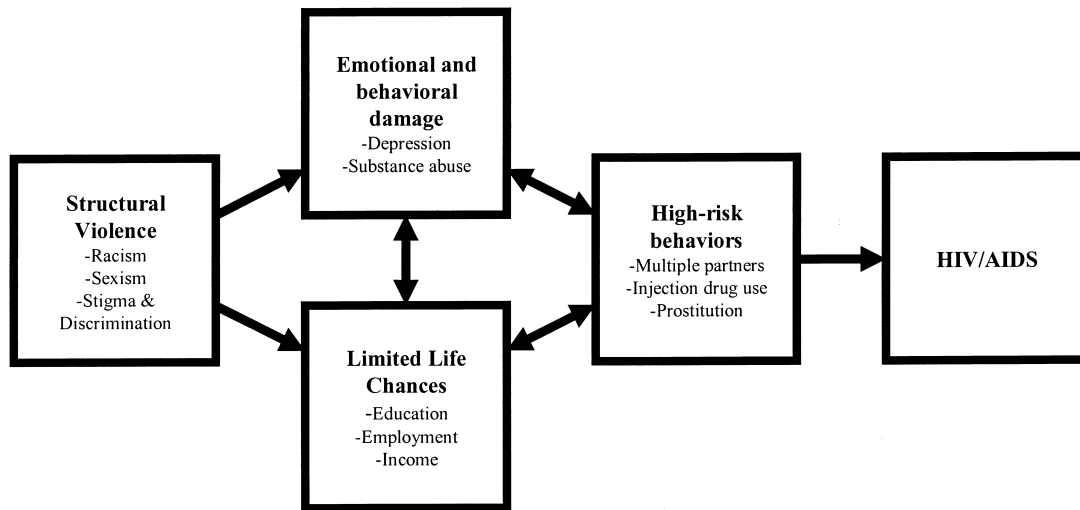 Structural
Violence
-Racism
-Sexism
-Stigma &
Discrimination
Emotional and
behavioral
damage
-Depression
-Substance abuse
Limited Life
Chances
-Education
-Employment
-Income
High-risk
behaviors
-Multiple partners
-Injection drug use
-Prostitution
HIV/AIDS